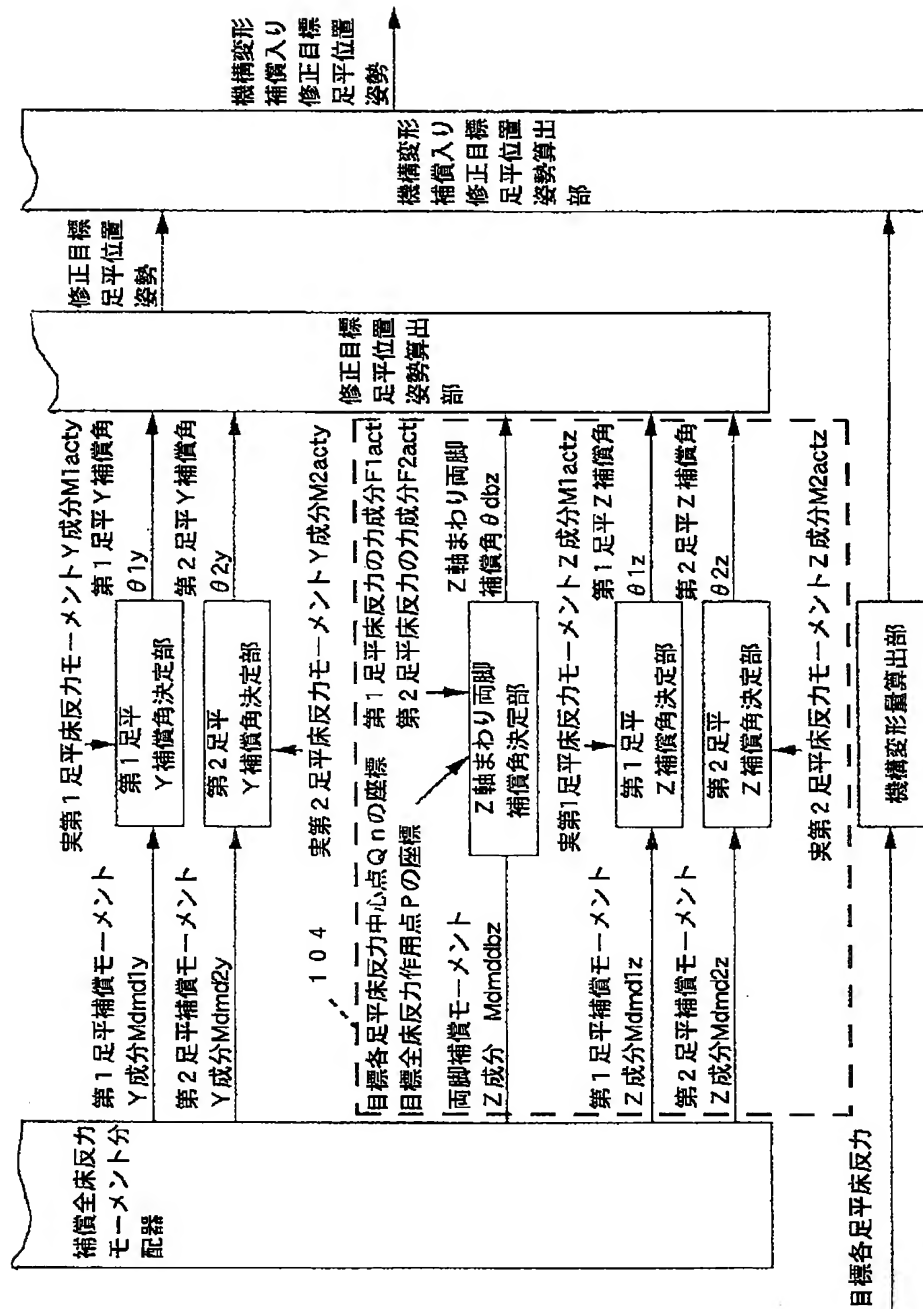 補償全床反力
モーメント分
配器
第1足平補償モーメント
Y成分Mdmd1y
第2足平補償モーメント
Y成分Mdmd2y
実第1足平床反力モーメントY成分M1acty
第1足平
Y補償角決定部
第2足平
Y補償角決定部
実第2足平床反力モーメントY成分M2acty
第1足平Y補償角
θ1y
第2足平Y補償角
θ2y
104
目標各足平床反力中心点Qnの座標
目標全床反力作用点Pの座標
第1足平床反力の力成分F1act
第2足平床反力の力成分F2act
両脚補償モーメント
Z成分 Mdmddbz
Z軸まわり両脚
補償角決定部
Z軸まわり両脚
補償角θdbz
第1足平補償モーメント
Z成分Mdmd1z
第2足平補償モーメント
Z成分Mdmd2z
実第1足平床反力モーメントZ成分M1actz
第1足平
Z補償角決定部
第2足平
Z補償角決定部
実第2足平床反力モーメントZ成分M2actz
第1足平Z補償角
θ1z
第2足平Z補償角
θ2z
修正目標
足平位置
姿勢算出
部
修正目標
足平位置
姿勢
目標各足平床反力
機構変形量算出部
機構変形
補償入り
修正目標
足平位置
姿勢算出
部
機構変形
補償入り
修正目標
足平位置
姿勢